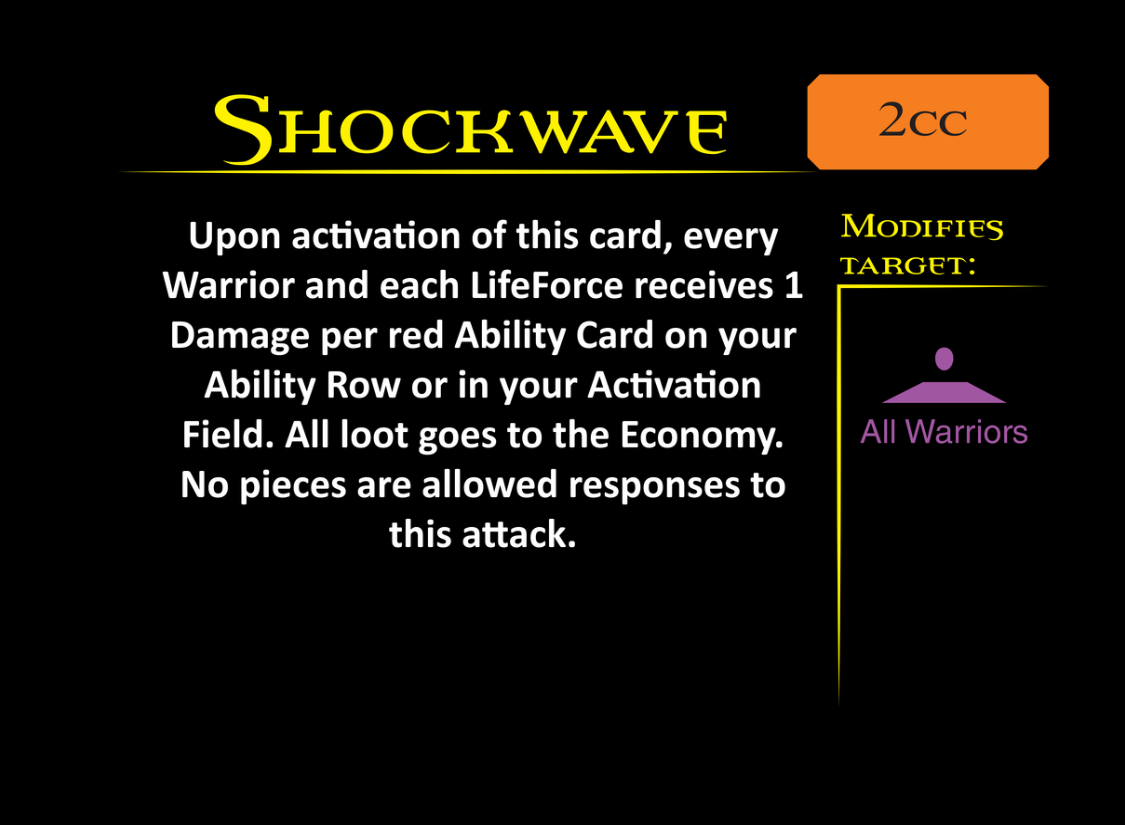 Shockwave
2cc
Upon activation of this card, every
Warrior and each LifeForce receives 1
Damage per red Ability Card on your
Ability Row or in your Activation
Field. All loot goes to the Economy.
No pieces are allowed responses to
this attack.
Modifies
target:
All Warriors